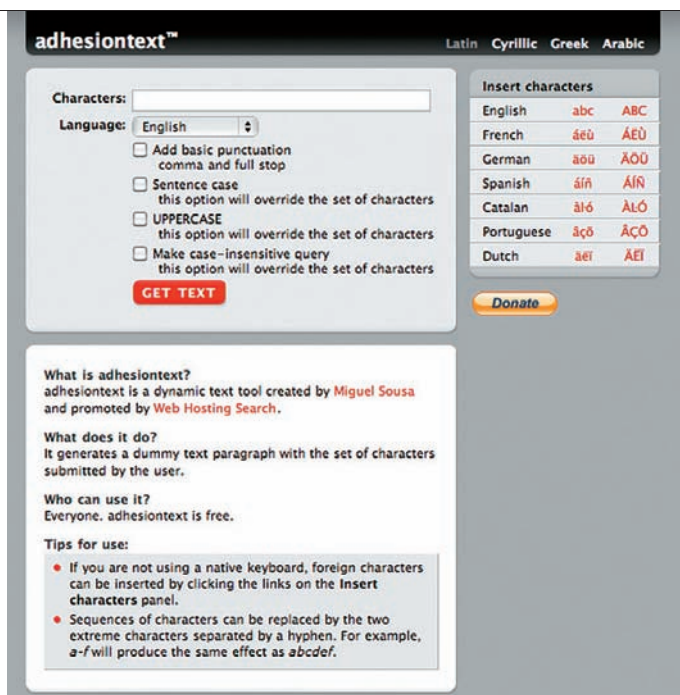 adhesiontext™
Latin Cyrillic Greek Arabic
Characters:
Language: English
Add basic punctuation
comma and full stop
Sentence case
this option will override the set of characters
UPPERCASE
this option will override the set of characters
Make case-insensitive query
this option will override the set of characters
GET TEXT
Insert characters
English abc ABC
French áëù ÁËÙ
German äöü ÄÖÜ
Spanish áíñ ÁÍÑ
Catalan àŀó ÀĿÓ
Portuguese âçõ ÂÇÕ
Dutch äëï ÄËÏ
Donate
What is adhesiontext?
adhesiontext is a dynamic text tool created by Miguel Sousa
and promoted by Web Hosting Search.
What does it do?
It generates a dummy text paragraph with the set of characters
submitted by the user.
Who can use it?
Everyone. adhesiontext is free.
Tips for use:
• If you are not using a native keyboard, foreign characters
can be inserted by clicking the links on the Insert
characters panel.
• Sequences of characters can be replaced by the two
extreme characters separated by a hyphen. For example,
a-f will produce the same effect as abcdef.